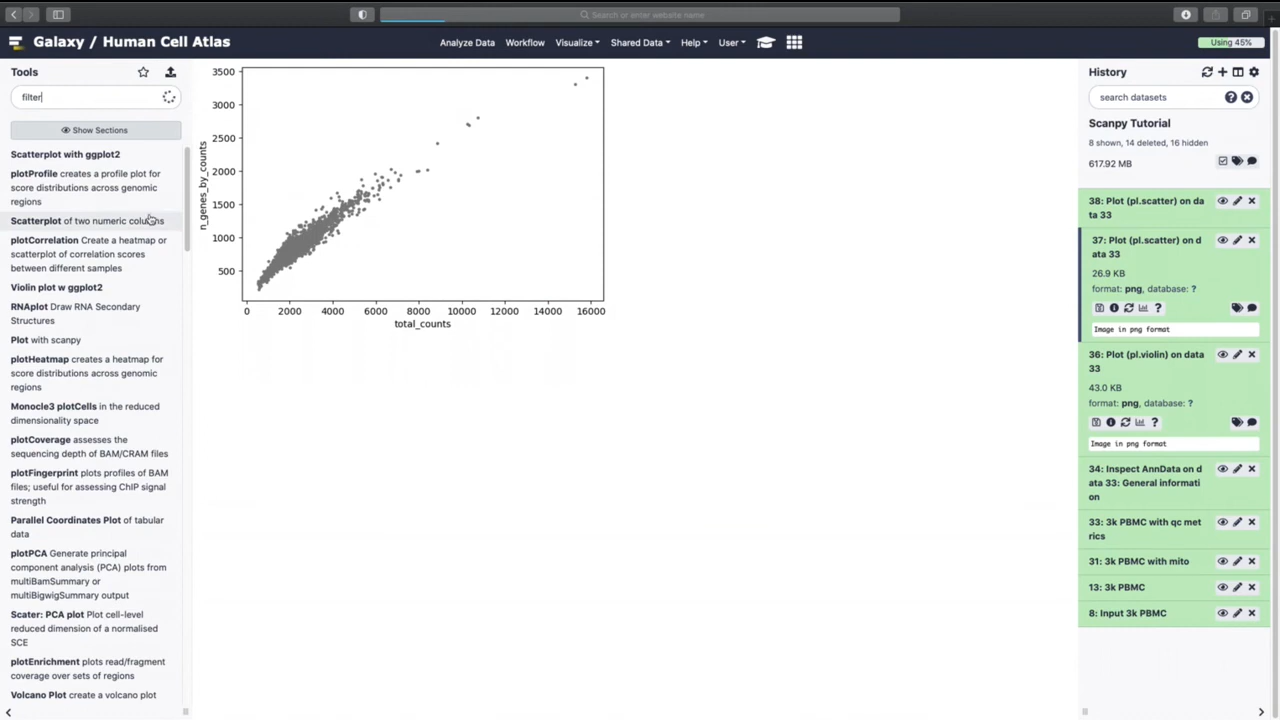 Search or enter website name
Galaxy / Human Cell Atlas
Analyze Data
Workflow
Visualize
Shared Data
Help
User
Using 45%
Tools
filter
Show Sections
Scatterplot with ggplot2
plotProfile creates a profile plot for
score distributions across genomic
regions
Scatterplot of two numeric columns
plotCorrelation Create a heatmap or
scatterplot of correlation scores
between different samples
Violin plot w ggplot2
RNAplot Draw RNA Secondary
Structures
Plot with scanpy
plotHeatmap creates a heatmap for
score distributions across genomic
regions
Monocle3 plotCells in the reduced
dimensionality space
plotCoverage assesses the
sequencing depth of BAM/CRAM files
plotFingerprint plots profiles of BAM
files; useful for assessing ChIP signal
strength
Parallel Coordinates Plot of tabular
data
plotPCA Generate principal
component analysis (PCA) plots from
multiBamSummary or
multiBigwigSummary output
Scater: PCA plot Plot cell-level
reduced dimension of a normalised
SCE
plotEnrichment plots read/fragment
coverage over sets of regions
Volcano Plot create a volcano plot
3500
3000
2500
2000
1500
1000
500
n_genes_by_counts
0 2000 4000 6000 8000 10000 12000 14000 16000
total_counts
History
search datasets
Scanpy Tutorial
8 shown, 14 deleted, 16 hidden
617.92 MB
38: Plot (pl.scatter) on da
ta 33
37: Plot (pl.scatter) on d
ata 33
26.9 KB
format: png, database: ?
Image in png format
36: Plot (pl.violin) on data
33
43.0 KB
format: png, database: ?
Image in png format
34: Inspect AnnData on d
ata 33: General informati
on
33: 3k PBMC with qc met
rics
31: 3k PBMC with mito
13: 3k PBMC
8: Input 3k PBMC